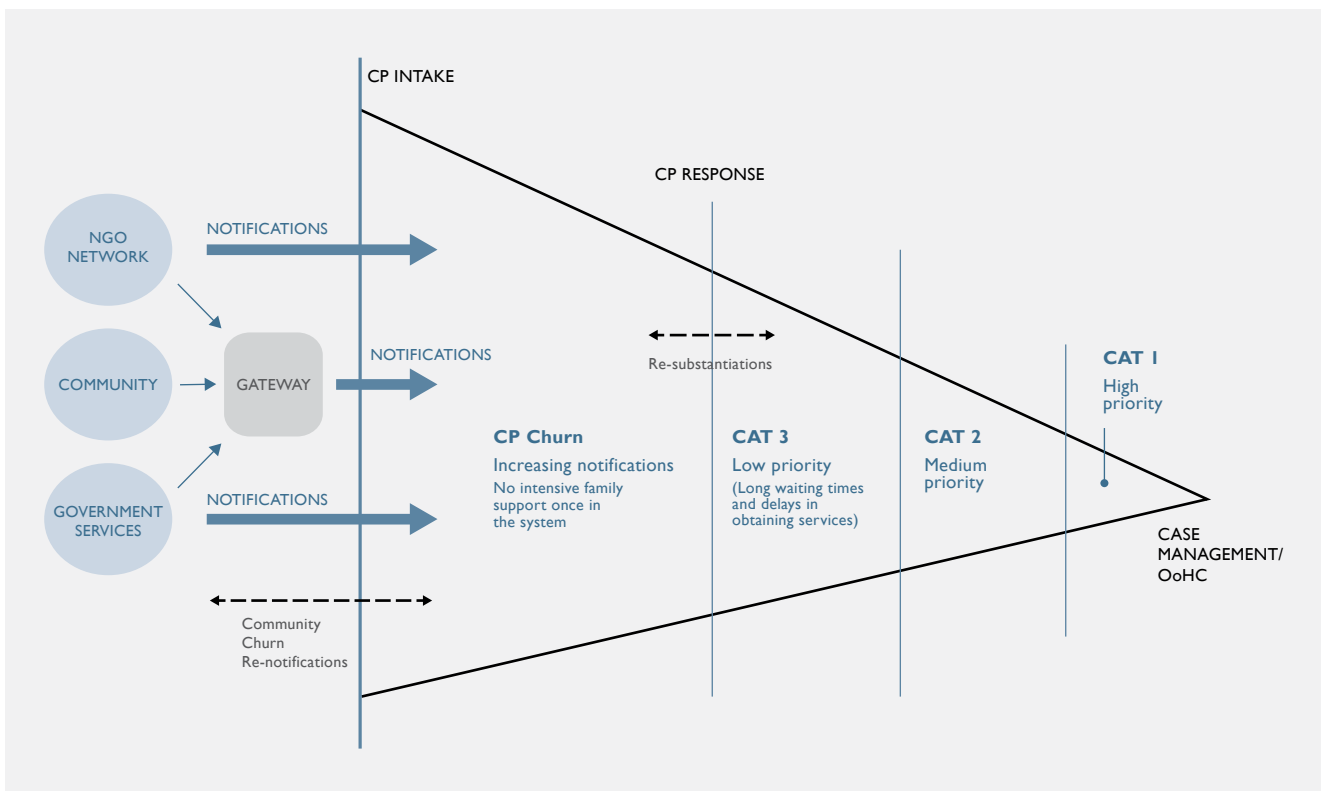 CP INTAKE
CP RESPONSE
NGO
NETWORK
NOTIFICATIONS
COMMUNITY
GATEWAY
NOTIFICATIONS
GOVERNMENT
SERVICES
NOTIFICATIONS
Community
Churn
Re-notifications
CP Churn
Increasing notifications
No intensive family
support once in
the system
Re-substantiations
CAT 3
Low priority
(Long waiting times
and delays in
obtaining services)
CAT 2
Medium
priority
CAT 1
High
priority
CASE
MANAGEMENT/
OoHC